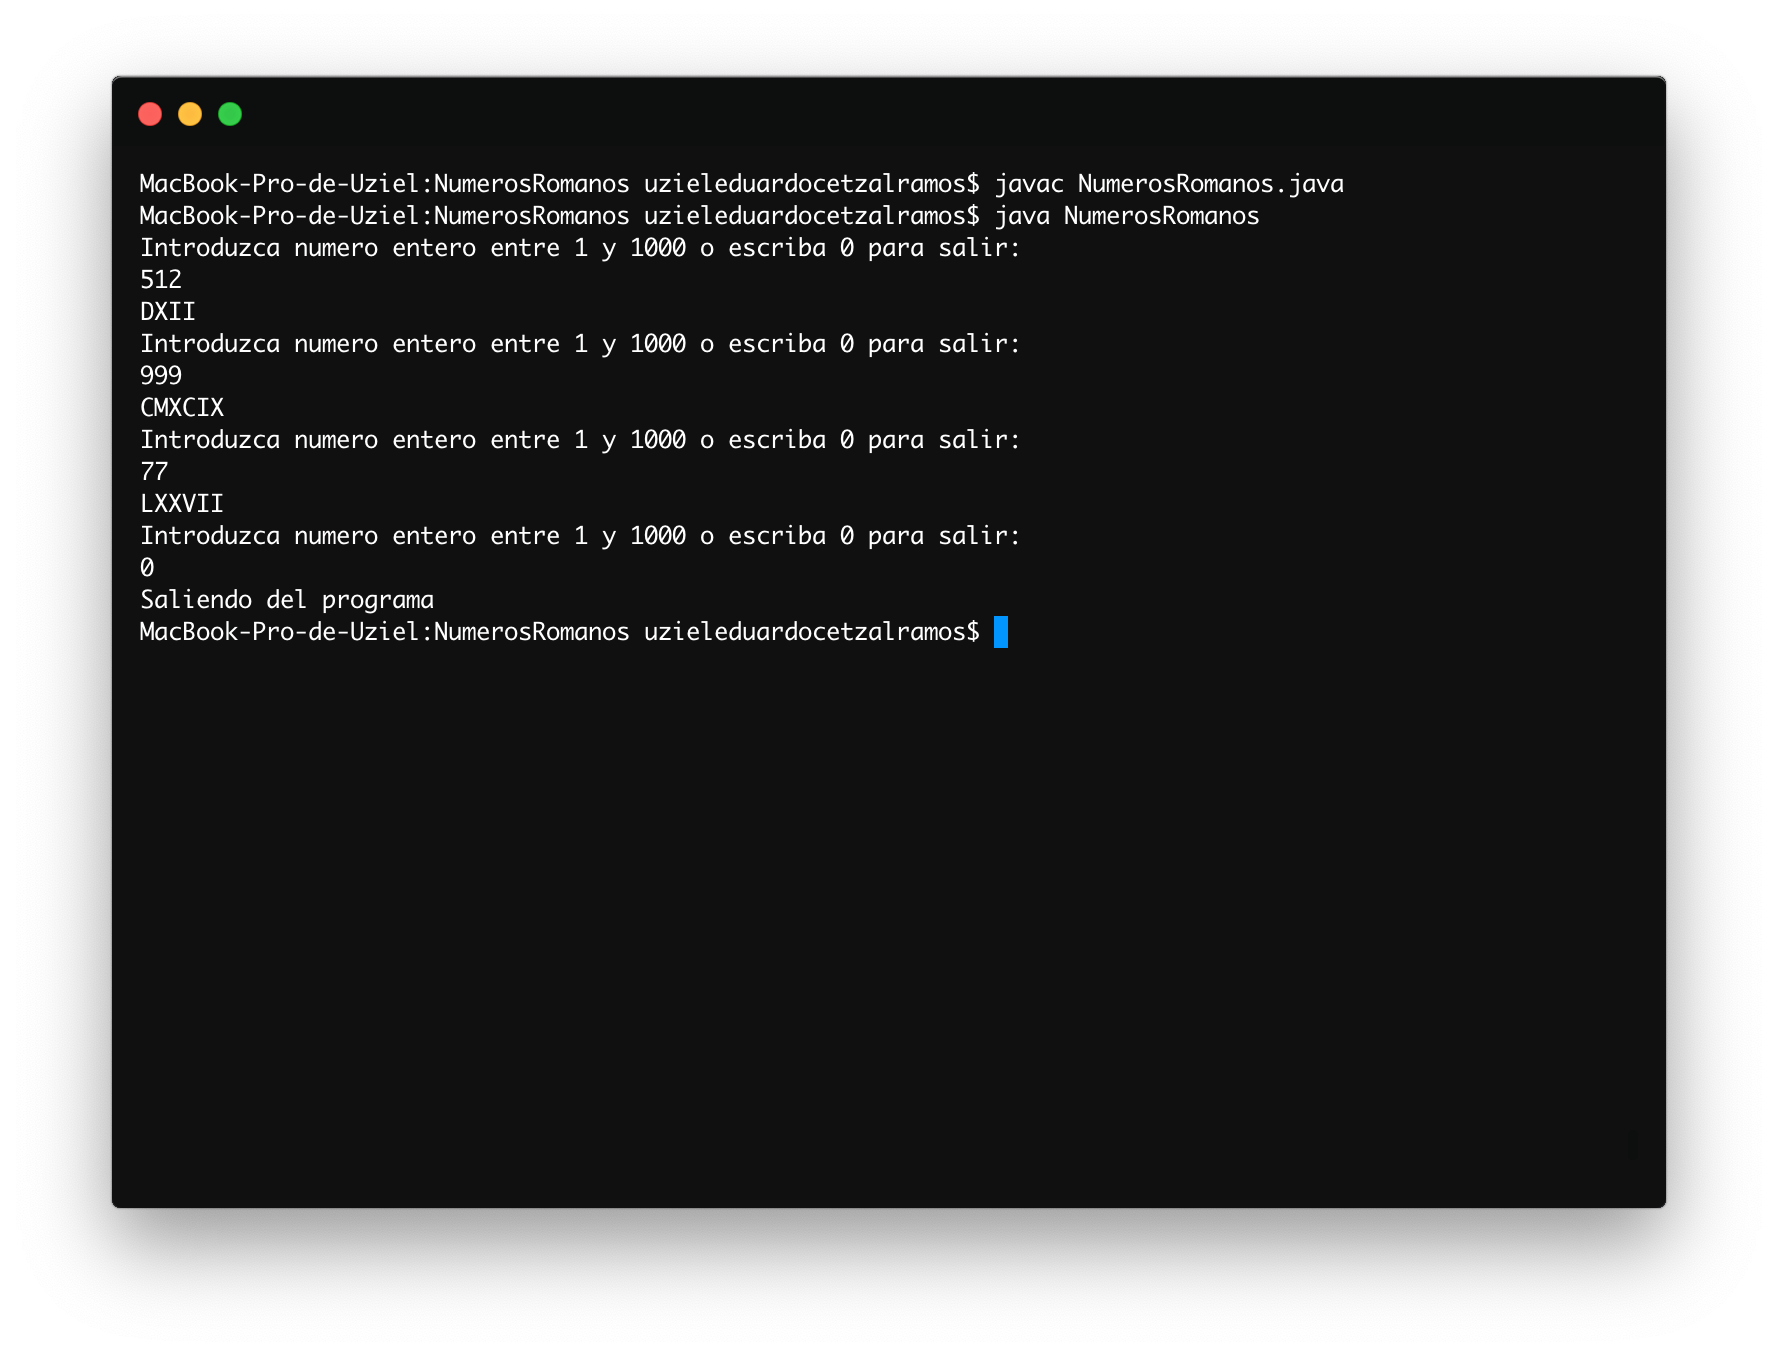 MacBook-Pro-de-Uziel:NumerosRomanos uzieleduardocetzalramos$ javac NumerosRomanos.java
MacBook-Pro-de-Uziel:NumerosRomanos uzieleduardocetzalramos$ java NumerosRomanos
Introduzca numero entero entre 1 y 1000 o escriba 0 para salir:
512
DXII
Introduzca numero entero entre 1 y 1000 o escriba 0 para salir:
999
CMXCIX
Introduzca numero entero entre 1 y 1000 o escriba 0 para salir:
77
LXXVII
Introduzca numero entero entre 1 y 1000 o escriba 0 para salir:
0
Saliendo del programa
MacBook-Pro-de-Uziel:NumerosRomanos uzieleduardocetzalramos$